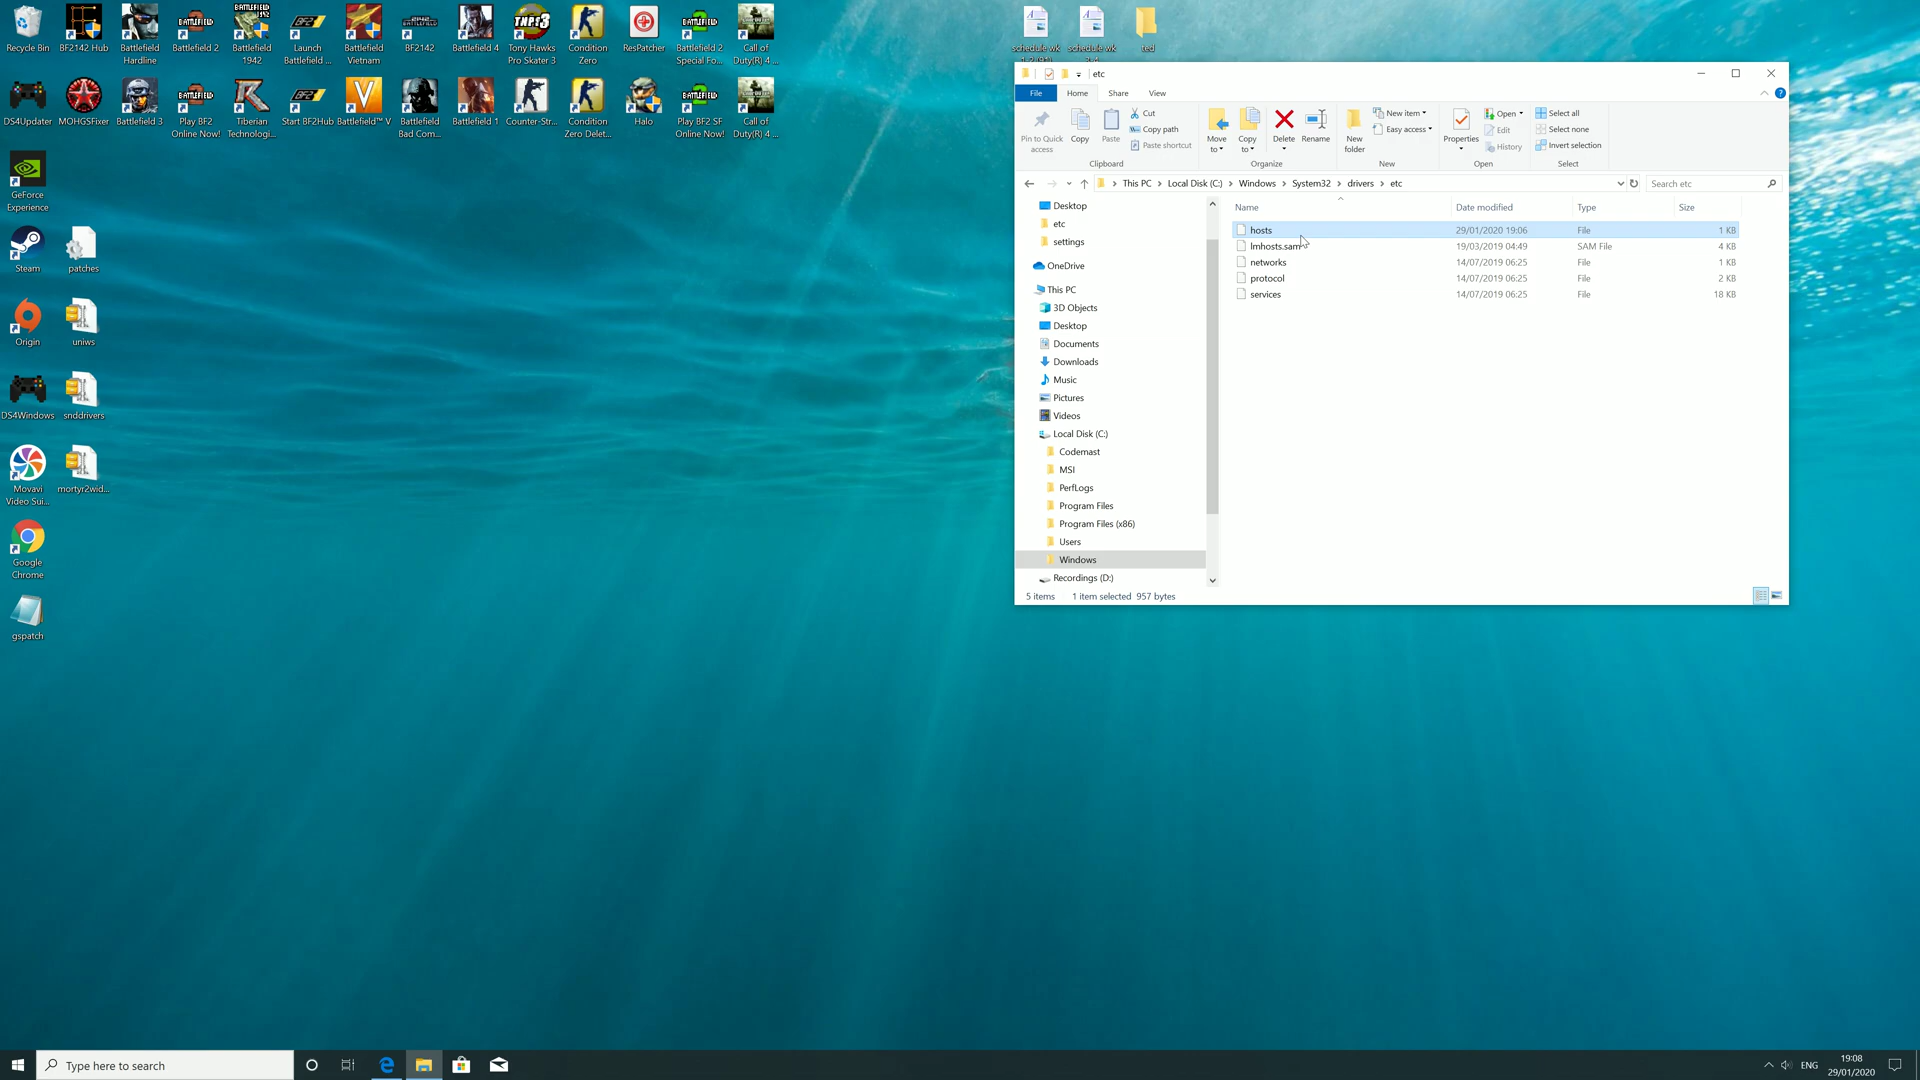 Recycle Bin
BF2142 Hub
Battlefield
Hardline
Battlefield 2
Battlefield
1942
Launch
Battlefield ...
Battlefield
Vietnam
BF2142
Battlefield 4
Tony Hawks
Pro Skater 3
Condition
Zero
ResPatcher
Battlefield 2
Special Fo...
Call of
Duty(R) 4 ...
schedule wk
schedule wk
ted
DS4Updater
MOHGSFixer
Battlefield 3
Play BF2
Online Now!
Tiberian
Technologi...
Start BF2Hub
Battlefield™ V
Battlefield
Bad Com...
Battlefield 1
Counter-Str...
Condition
Zero Delet...
Halo
Play BF2 SF
Online Now!
Call of
Duty(R) 4 ...
GeForce
Experience
Steam
patches
Origin
uniws
DS4Windows
snddrivers
Movavi
Video Sui...
mortyr2wid...
Google
Chrome
gspatch
etc
File Home Share View
Pin to Quick
access
Copy
Paste
Cut
Copy path
Paste shortcut
Clipboard
Move
to
Copy
to
Delete
Rename
Organize
New
folder
New item
Easy access
New
Properties
Open
Edit
History
Open
Select all
Select none
Invert selection
Select
This PC Local Disk (C:) Windows System32 drivers etc
Search etc
Desktop
etc
settings
OneDrive
This PC
3D Objects
Desktop
Documents
Downloads
Music
Pictures
Videos
Local Disk (C:)
Codemast
MSI
PerfLogs
Program Files
Program Files (x86)
Users
Windows
Recordings (D:)
Name Date modified Type Size
hosts 29/01/2020 19:06 File 1 KB
lmhosts.sam 19/03/2019 04:49 SAM File 4 KB
networks 14/07/2019 06:25 File 1 KB
protocol 14/07/2019 06:25 File 2 KB
services 14/07/2019 06:25 File 18 KB
5 items 1 item selected 957 bytes
Type here to search
ENG
19:08
29/01/2020